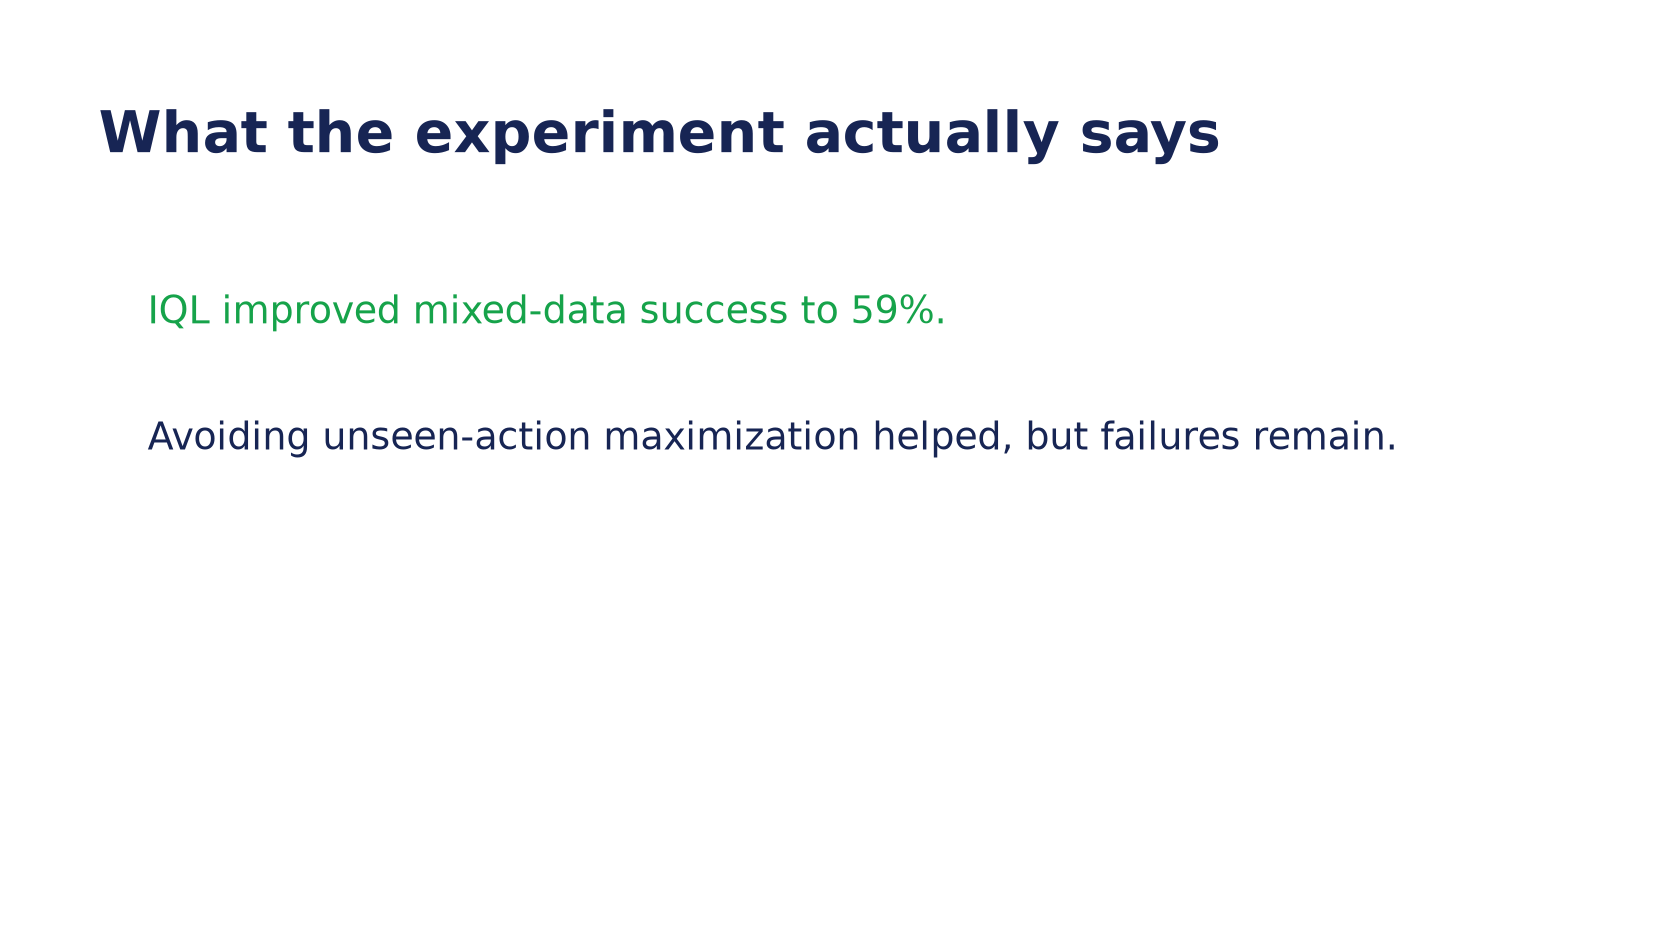 What the experiment actually says
IQL improved mixed-data success to 59%.
Avoiding unseen-action maximization helped, but failures remain.